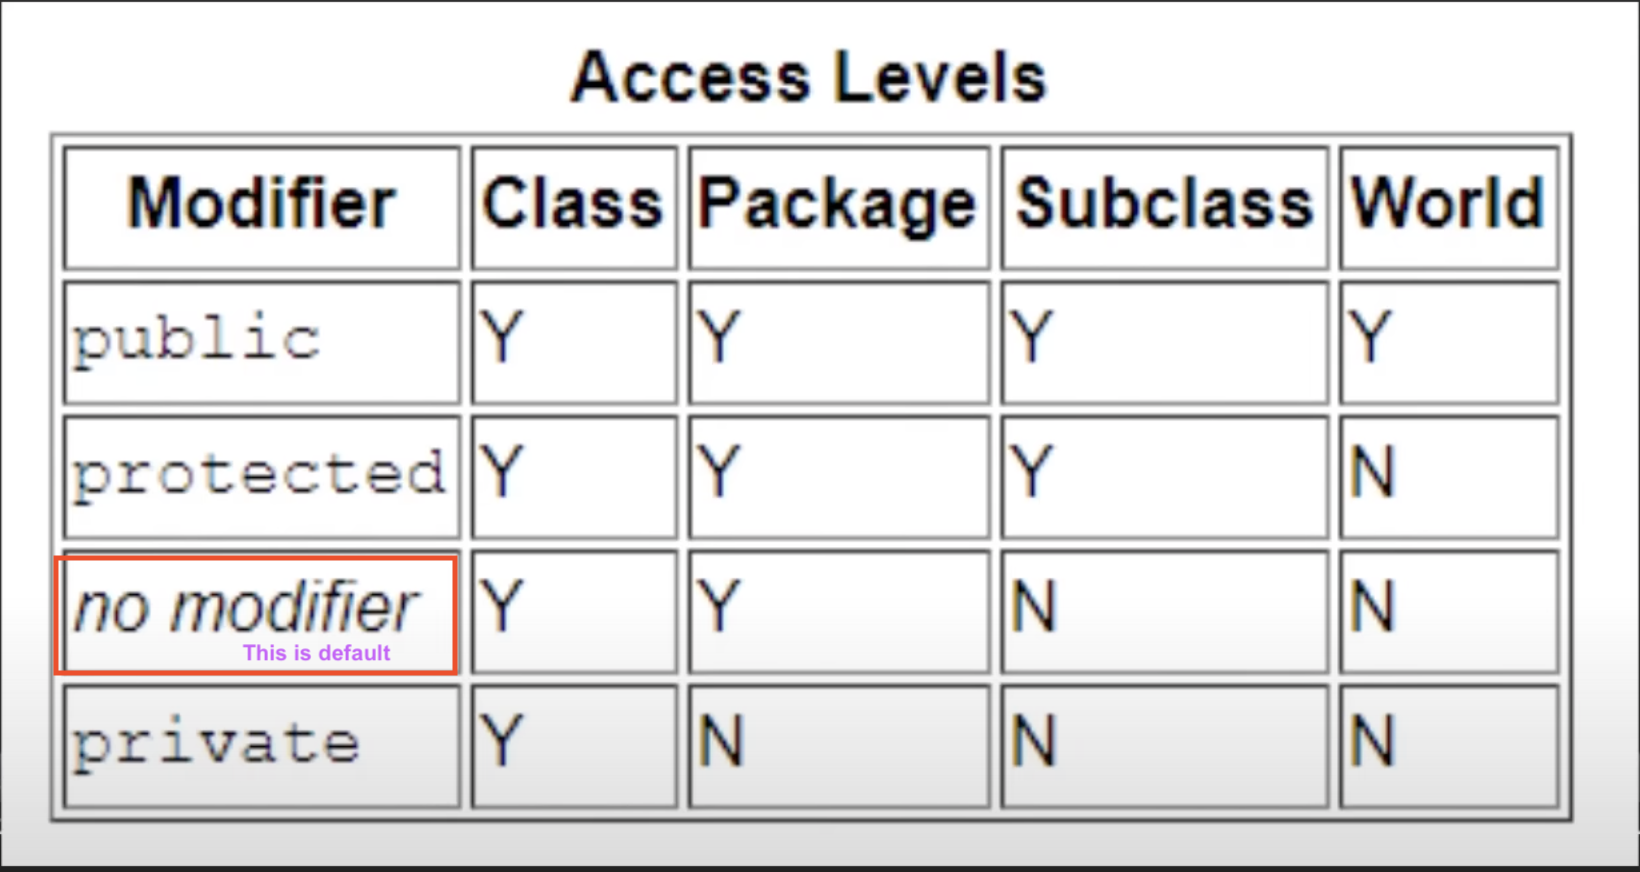 Access Levels
Modifier Class Package Subclass World
public Y Y Y Y
protected Y Y Y N
no modifier Y Y N N
This is default
private Y N N N